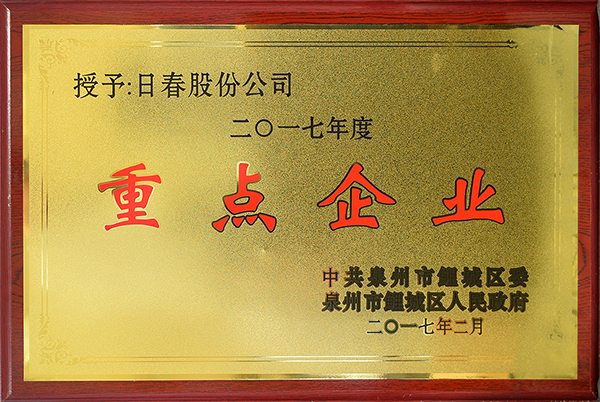 授予:日春股份公司
二〇一七年度
重点企业
中共泉州市鲤城区委
泉州市鲤城区人民政府
二〇一七年二月